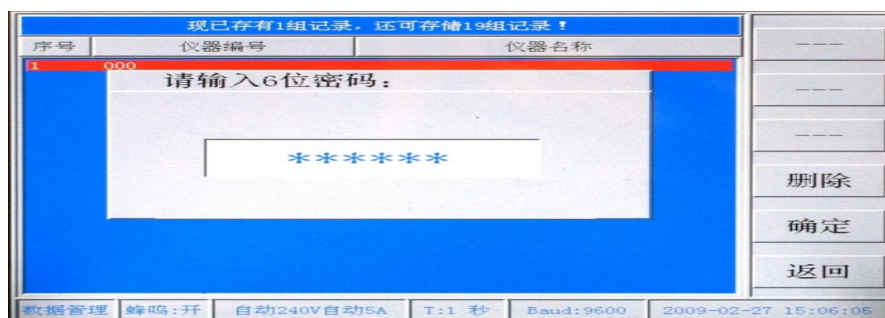 现已存有1组记录，还可存储19组记录！
序号 仪器编号 仪器名称
1 000
请输入6位密码：
******
---
---
---
删除
确定
返回
数据管理 蜂鸣:开 自动240V自动5A T:1 秒 Baud:9600 2009-02-27 15:06:05